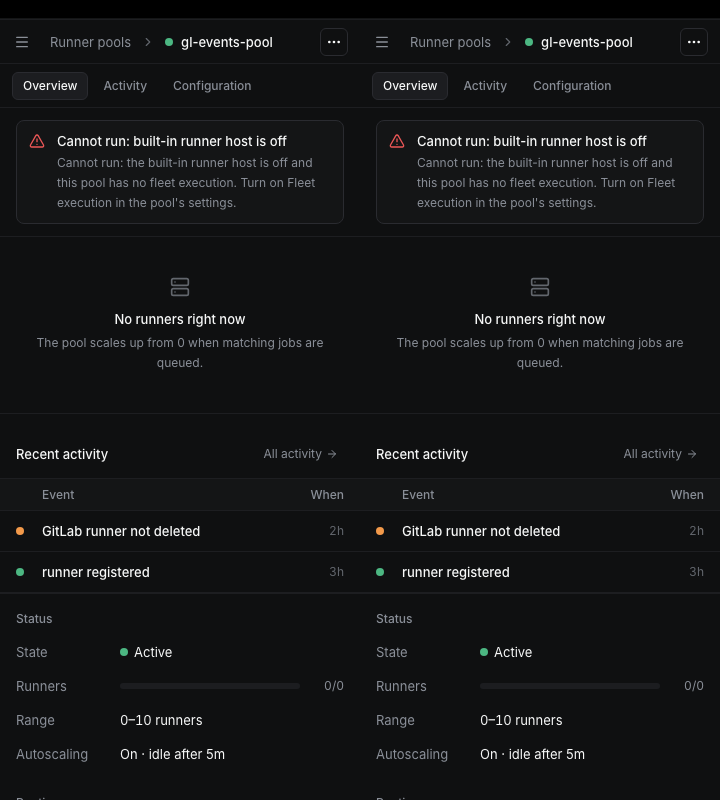 Runner pools > gl-events-pool
Overview Activity Configuration
Cannot run: built-in runner host is off
Cannot run: the built-in runner host is off and
this pool has no fleet execution. Turn on Fleet
execution in the pool's settings.
No runners right now
The pool scales up from 0 when matching jobs are
queued.
Recent activity All activity →
Event When
GitLab runner not deleted 2h
runner registered 3h
Status
State Active
Runners 0/0
Range 0–10 runners
Autoscaling On · idle after 5m
Runner pools > gl-events-pool
Overview Activity Configuration
Cannot run: built-in runner host is off
Cannot run: the built-in runner host is off and
this pool has no fleet execution. Turn on Fleet
execution in the pool's settings.
No runners right now
The pool scales up from 0 when matching jobs are
queued.
Recent activity All activity →
Event When
GitLab runner not deleted 2h
runner registered 3h
Status
State Active
Runners 0/0
Range 0–10 runners
Autoscaling On · idle after 5m